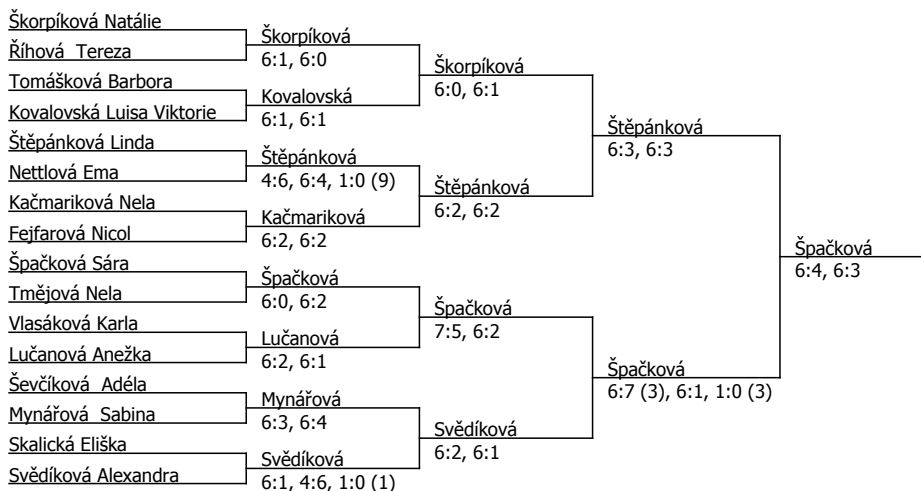 Škorpíková Natálie
Říhová  Tereza
Tomášková Barbora
Kovalovská Luisa Viktorie
Štěpánková Linda
Nettlová Ema
Kačmariková Nela
Fejfarová Nicol
Špačková Sára
Tmějová Nela
Vlasáková Karla
Lučanová Anežka
Ševčíková  Adéla
Mynářová  Sabina
Skalická Eliška
Svědíková Alexandra
Škorpíková
6:1, 6:0
Kovalovská
6:1, 6:1
Štěpánková
4:6, 6:4, 1:0 (9)
Kačmariková
6:2, 6:2
Špačková
6:0, 6:2
Lučanová
6:2, 6:1
Mynářová
6:3, 6:4
Svědíková
6:1, 4:6, 1:0 (1)
Škorpíková
6:0, 6:1
Štěpánková
6:2, 6:2
Špačková
7:5, 6:2
Svědíková
6:2, 6:1
Štěpánková
6:3, 6:3
Špačková
6:7 (3), 6:1, 1:0 (3)
Špačková
6:4, 6:3